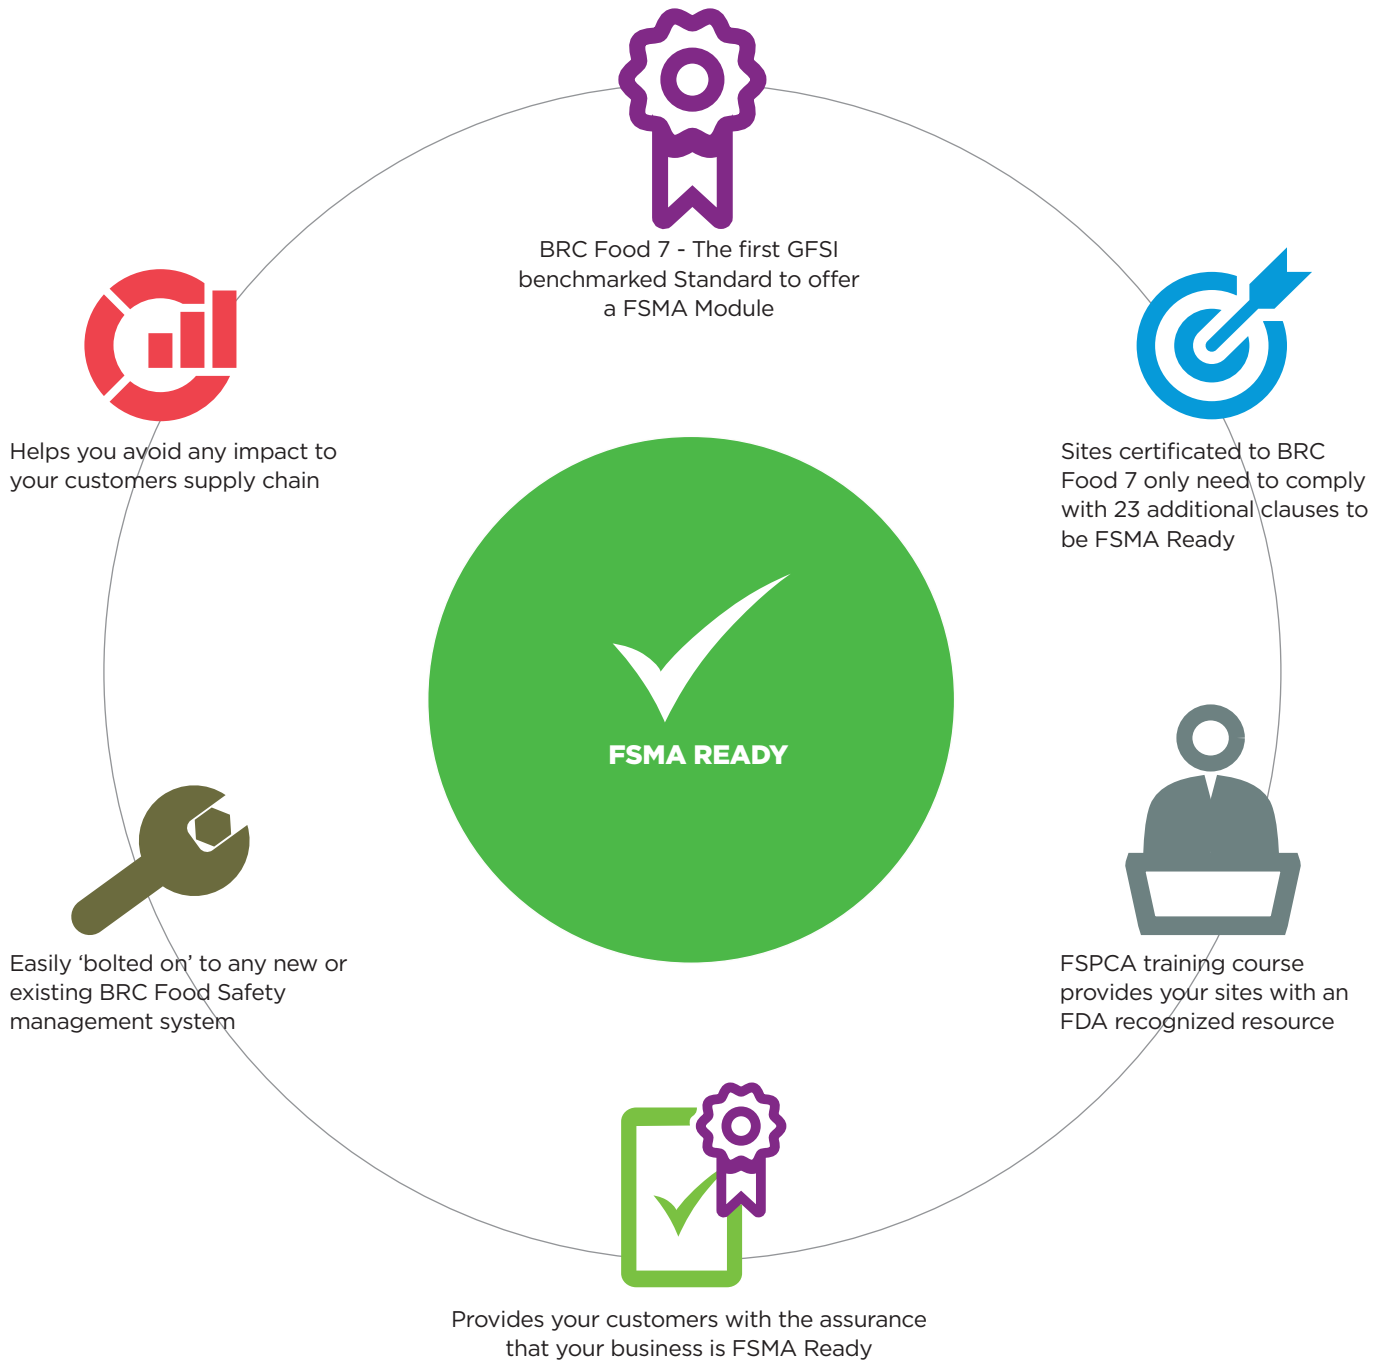 BRC Food 7 - The first GFSI
benchmarked Standard to offer
a FSMA Module
Helps you avoid any impact to
your customers supply chain
Sites certificated to BRC
Food 7 only need to comply
with 23 additional clauses to
be FSMA Ready
FSMA READY
Easily ‘bolted on’ to any new or
existing BRC Food Safety
management system
FSPCA training course
provides your sites with an
FDA recognized resource
Provides your customers with the assurance
that your business is FSMA Ready